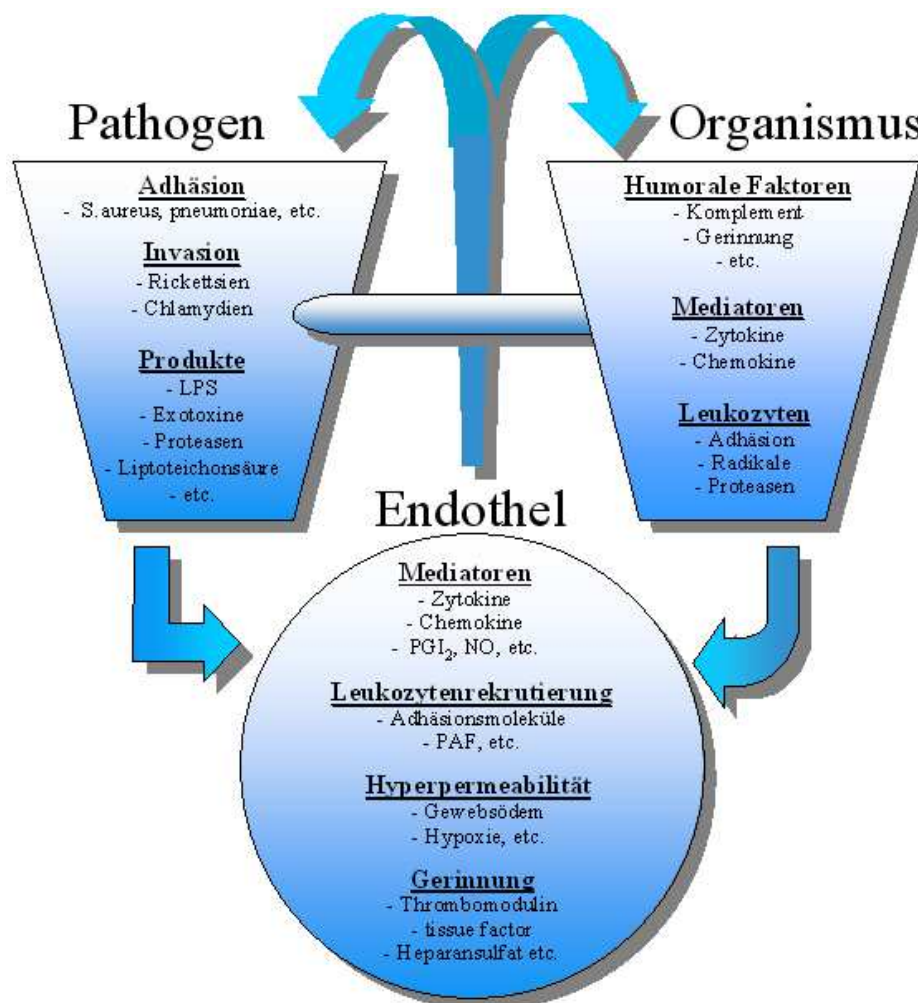 Pathogen
Adhäsion
- S.aureus, pneumoniae, etc.
Invasion
- Rickettsien
- Chlamydien
Produkte
- LPS
- Exotoxine
- Proteasen
- Liptoteichonsäure
- etc.
Organismus
Humorale Faktoren
- Komplement
- Gerinnung
- etc.
Mediatoren
- Zytokine
- Chemokine
Leukozyten
- Adhäsion
- Radikale
- Proteasen
Endothel
Mediatoren
- Zytokine
- Chemokine
- PGI₂, NO, etc.
Leukozytenrekrutierung
- Adhäsionsmoleküle
- PAF, etc.
Hyperpermeabilität
- Gewebsödem
- Hypoxie, etc.
Gerinnung
- Thrombomodulin
- tissue factor
- Heparansulfat etc.